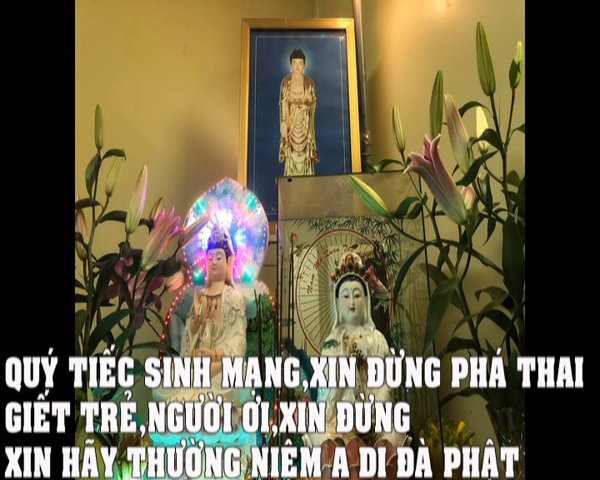 QUÝ TIẾC SINH MẠNG,XIN ĐỪNG PHÁ THAI
GIẾT TRẺ,NGƯỜI ƠI,XIN ĐỪNG
XIN HÃY THƯỜNG NIỆM A DI ĐÀ PHẬT